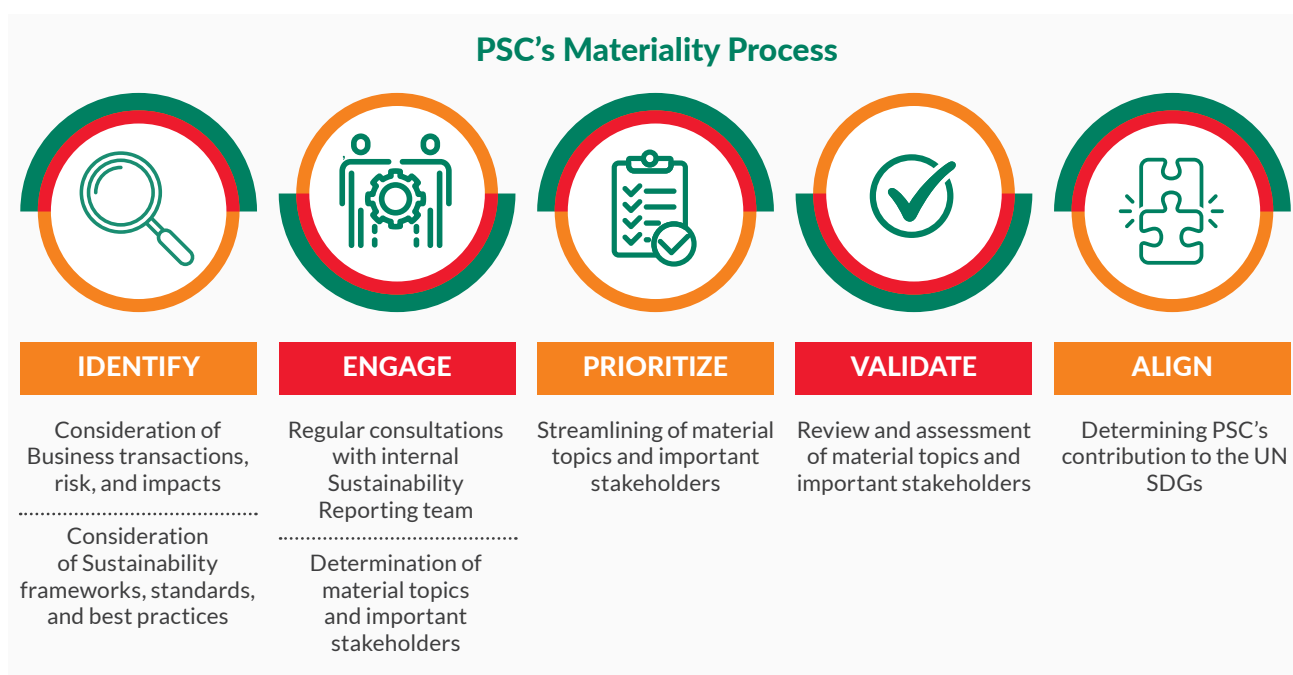 PSC’s Materiality Process
IDENTIFY
Consideration of
Business transactions,
risk, and impacts
Consideration
of Sustainability
frameworks, standards,
and best practices
ENGAGE
Regular consultations
with internal
Sustainability
Reporting team
Determination of
material topics
and important
stakeholders
PRIORITIZE
Streamlining of material
topics and important
stakeholders
VALIDATE
Review and assessment
of material topics and
important stakeholders
ALIGN
Determining PSC’s
contribution to the UN
SDGs